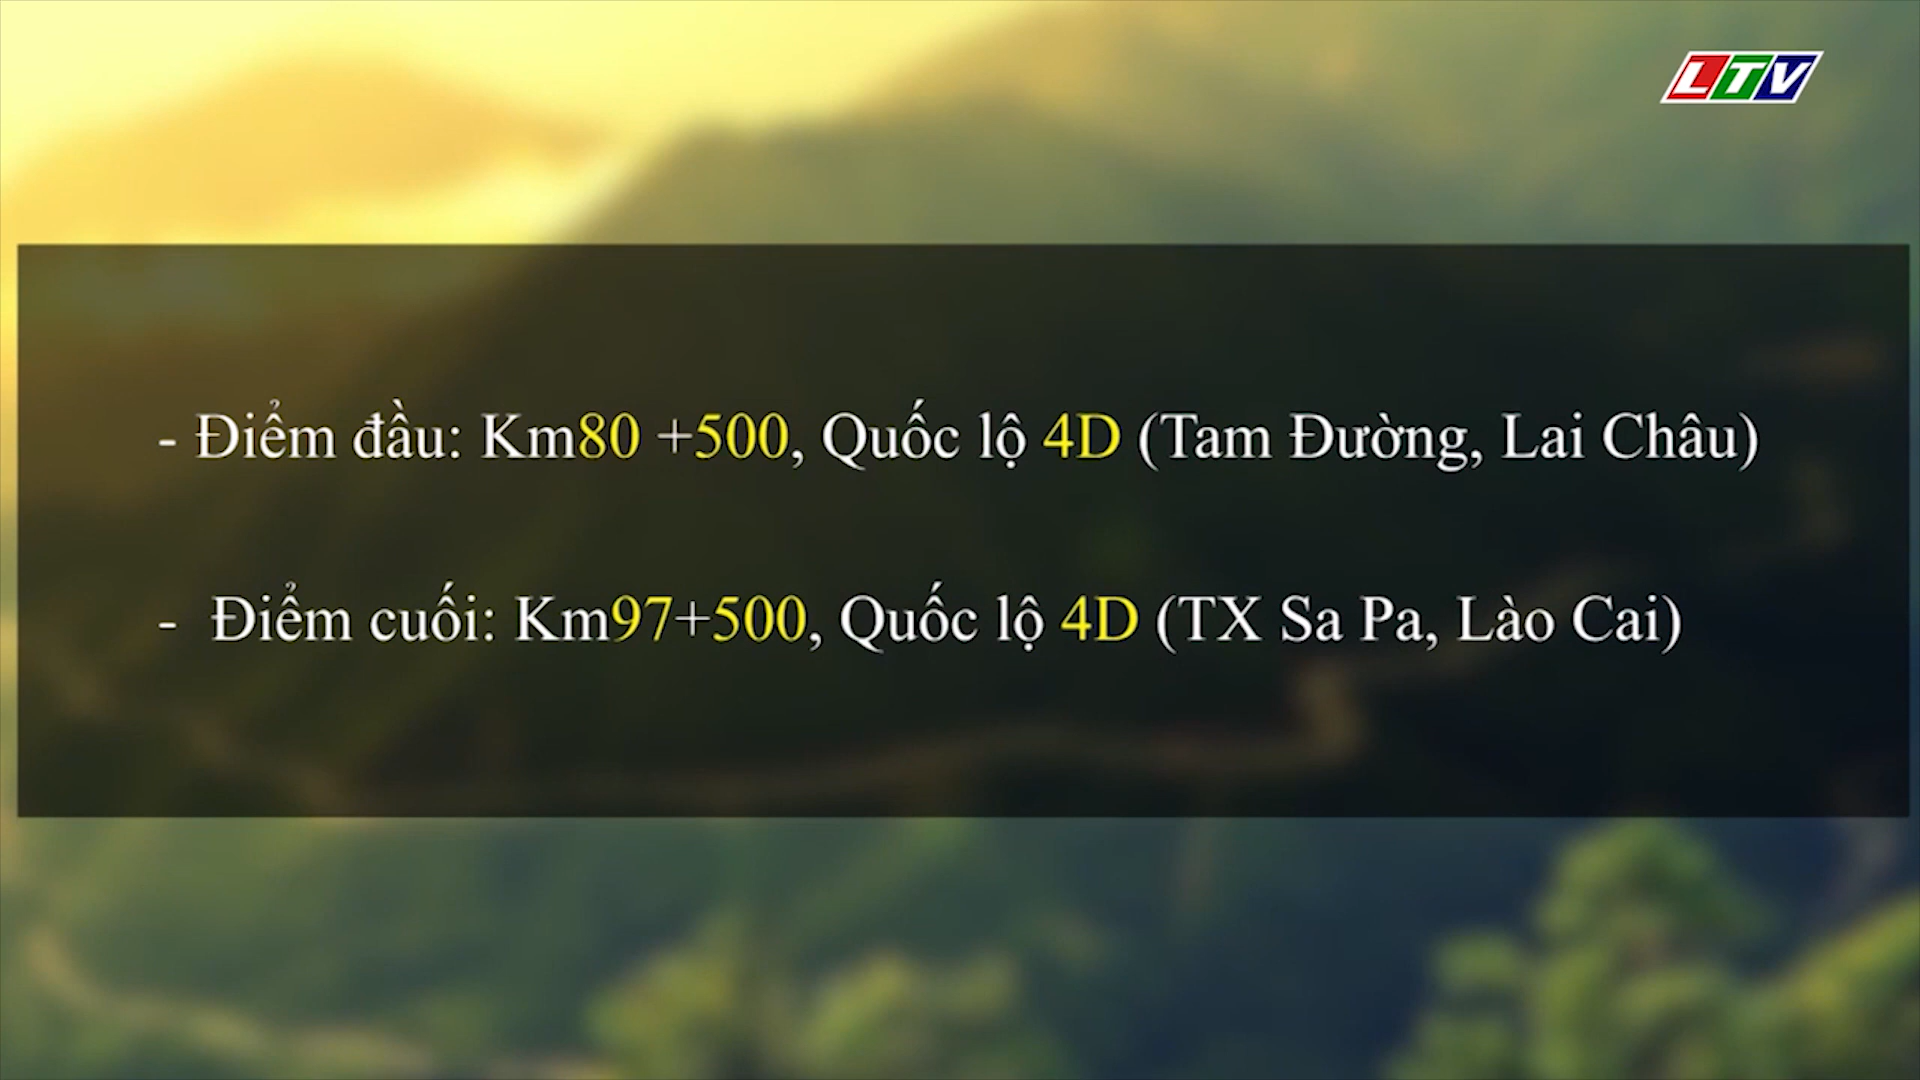 LTV
- Điểm đầu: Km80 +500, Quốc lộ 4D (Tam Đường, Lai Châu)
- Điểm cuối: Km97+500, Quốc lộ 4D (TX Sa Pa, Lào Cai)